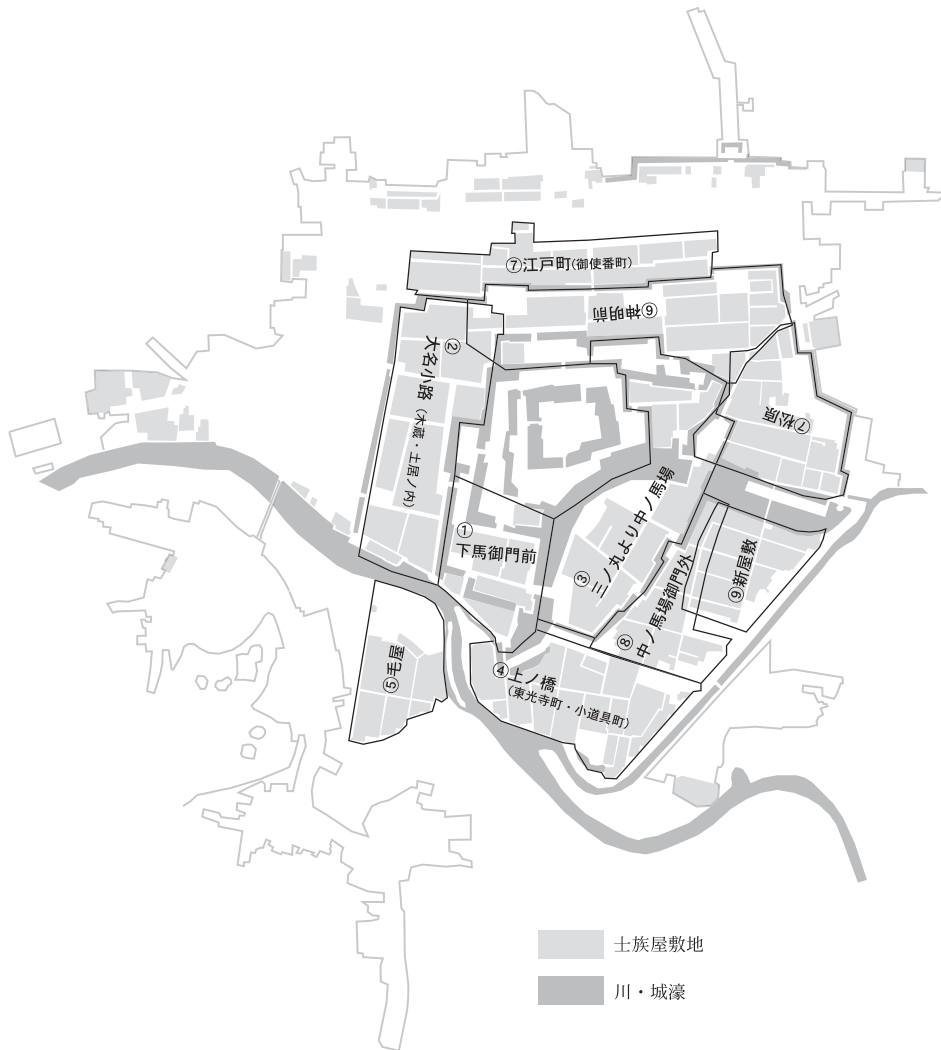 ⑦江戸町(御使番町)
⑥神明前
②大名小路(木蔵・土居ノ内)
⑦松原
①下馬御門前
③三ノ丸より中ノ馬場
⑨新屋敷
⑧中ノ馬場御門外
⑤毛屋
④上ノ橋
(東光寺町・小道具町)
士族屋敷地
川・城濠